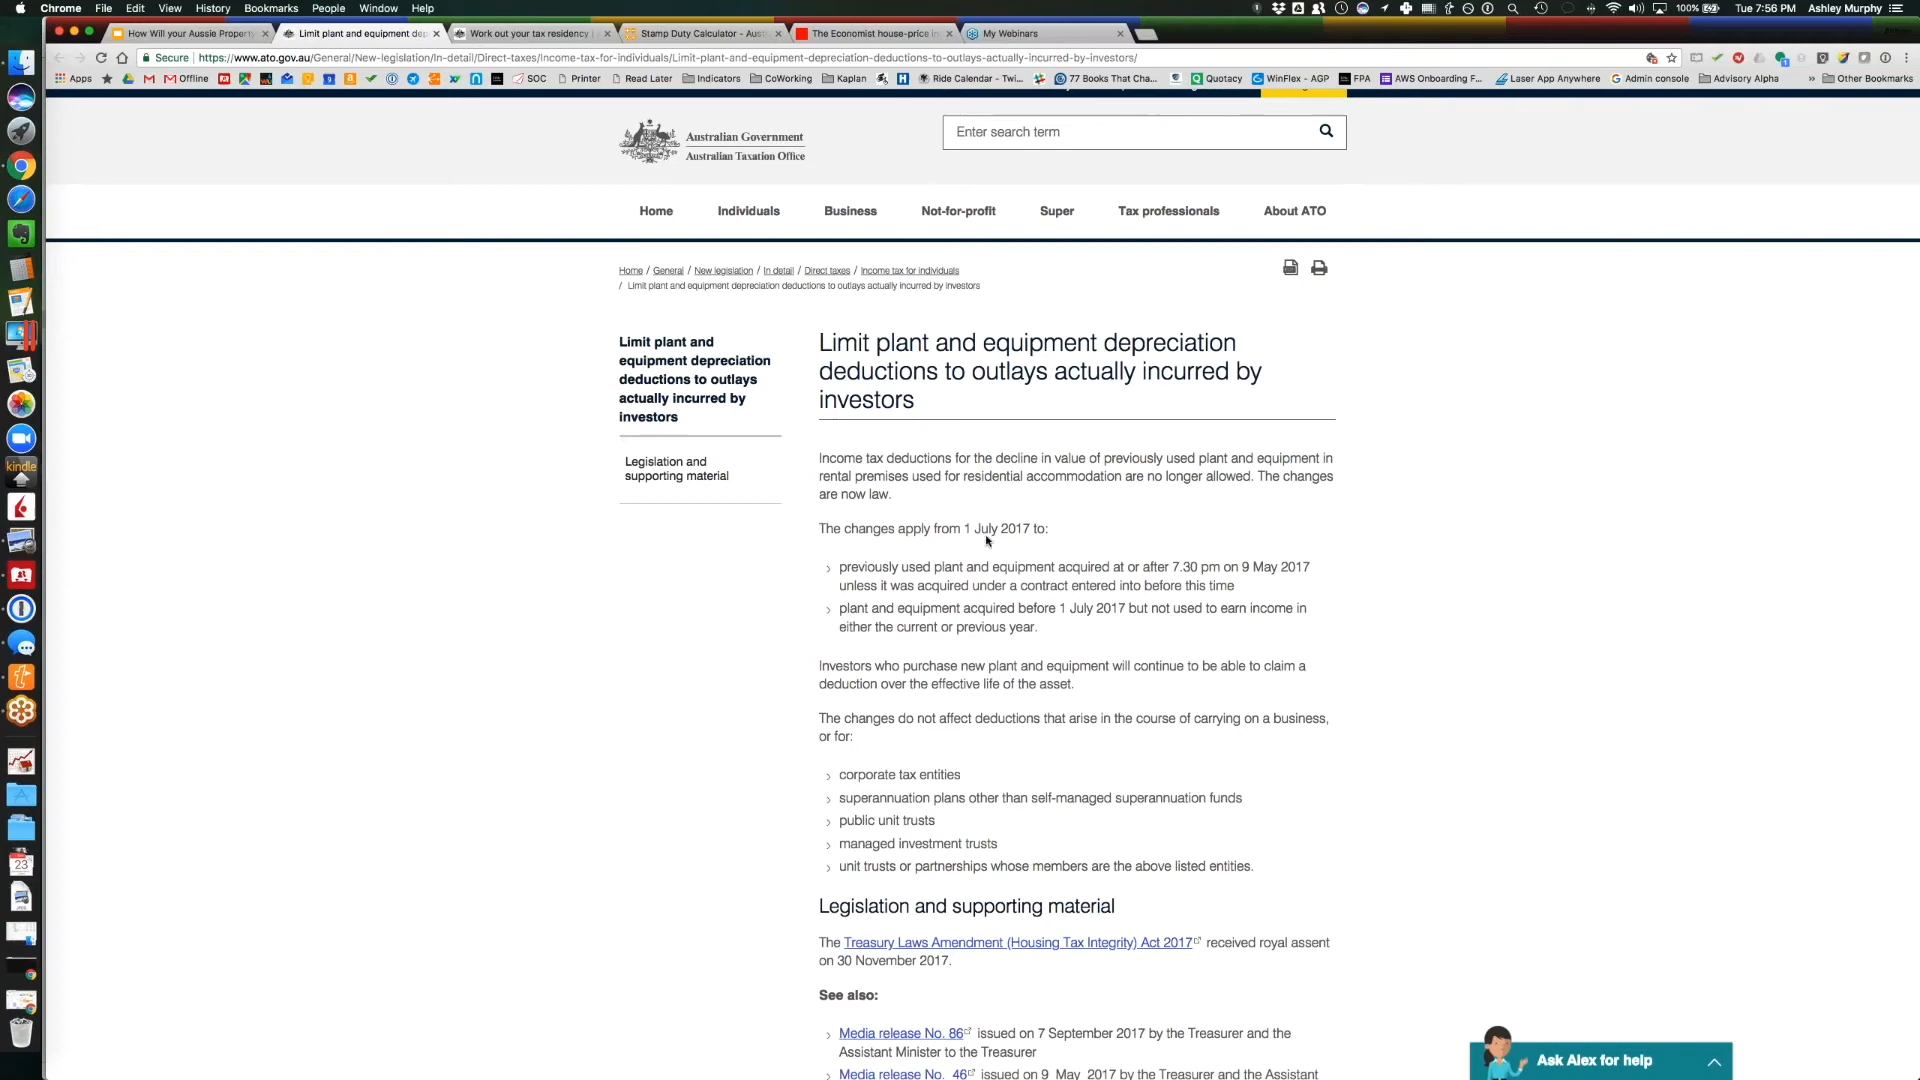 Chrome File Edit View History Bookmarks People Window Help 100% Tue 7:56 PM Ashley Murphy
How Will your Aussie Property Limit plant and equipment dep Work out your tax residency Stamp Duty Calculator - Aust The Economist house-price in My Webinars
Secure https://www.ato.gov.au/General/New-legislation/In-detail/Direct-taxes/Income-tax-for-individuals/Limit-plant-and-equipment-depreciation-deductions-to-outlays-actually-incurred-by-investors/
Apps Offline SOC Printer Read Later Indicators CoWorking Kaplan Ride Calendar - Twi... 77 Books That Cha... Quotacy WinFlex - AGP FPA AWS Onboarding F... Laser App Anywhere Admin console Advisory Alpha » Other Bookmarks
Australian Government
Australian Taxation Office
Enter search term
Home Individuals Business Not-for-profit Super Tax professionals About ATO
Home / General / New legislation / In detail / Direct taxes / Income tax for individuals
/ Limit plant and equipment depreciation deductions to outlays actually incurred by investors
Limit plant and
equipment depreciation
deductions to outlays
actually incurred by
investors
Legislation and
supporting material
Limit plant and equipment depreciation
deductions to outlays actually incurred by
investors
Income tax deductions for the decline in value of previously used plant and equipment in
rental premises used for residential accommodation are no longer allowed. The changes
are now law.
The changes apply from 1 July 2017 to:
previously used plant and equipment acquired at or after 7.30 pm on 9 May 2017
unless it was acquired under a contract entered into before this time
plant and equipment acquired before 1 July 2017 but not used to earn income in
either the current or previous year.
Investors who purchase new plant and equipment will continue to be able to claim a
deduction over the effective life of the asset.
The changes do not affect deductions that arise in the course of carrying on a business,
or for:
corporate tax entities
superannuation plans other than self-managed superannuation funds
public unit trusts
managed investment trusts
unit trusts or partnerships whose members are the above listed entities.
Legislation and supporting material
The Treasury Laws Amendment (Housing Tax Integrity) Act 2017 received royal assent
on 30 November 2017.
See also:
Media release No. 86 issued on 7 September 2017 by the Treasurer and the
Assistant Minister to the Treasurer
Media release No. 46 issued on 9 May 2017 by the Treasurer and the Assistant
Ask Alex for help
kindle
23